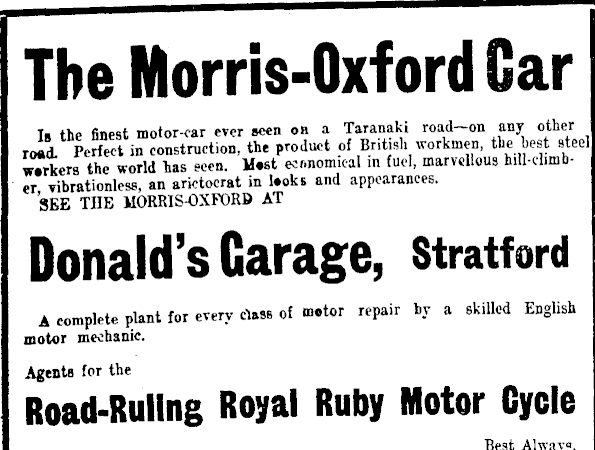 The Morris-Oxford Car
Is the finest motor-car ever seen on a Taranaki road—on any other
road. Perfect in construction, the product of British workmen, the best steel
workers the world has seen. Most economical in fuel, marvellous hill-climb-
er, vibrationless, an arictocrat in looks and appearances.
SEE THE MORRIS-OXFORD AT
Donald's Garage, Stratford
A complete plant for every class of motor repair by a skilled English
motor mechanic.
Agents for the
Road-Ruling Royal Ruby Motor Cycle
Best Always.